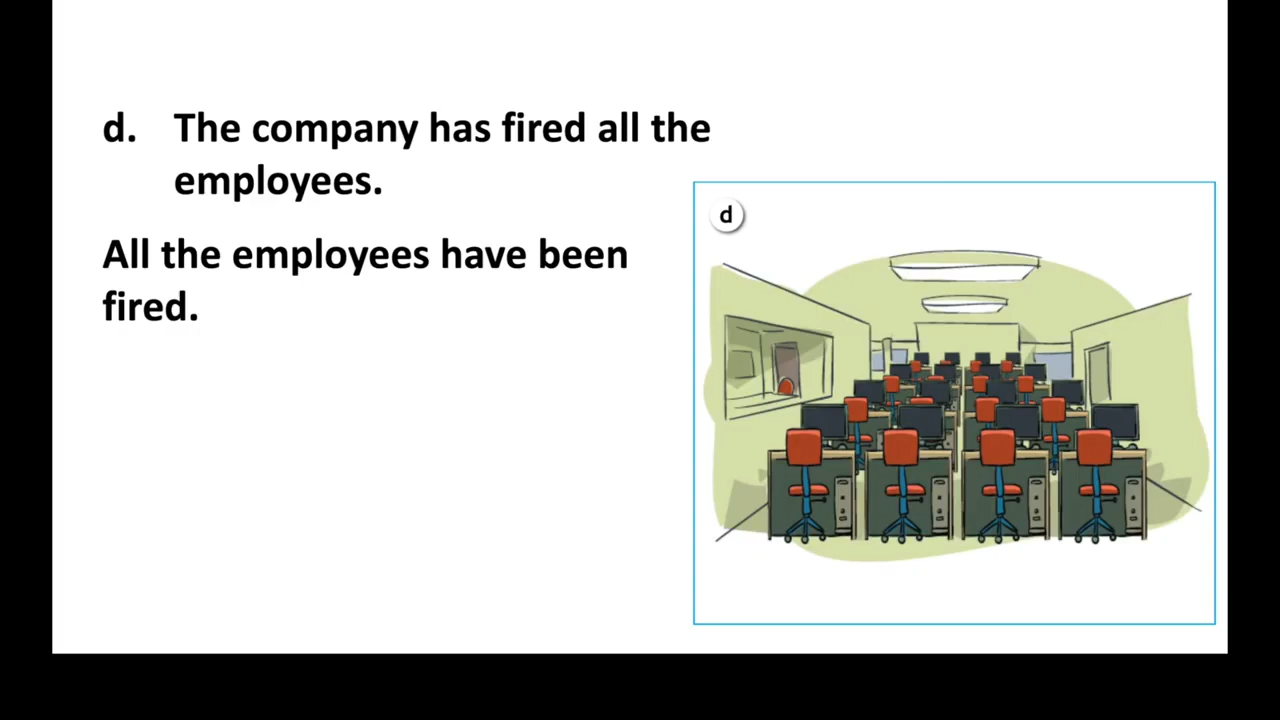 d. The company has fired all the
employees.
All the employees have been
fired.
d